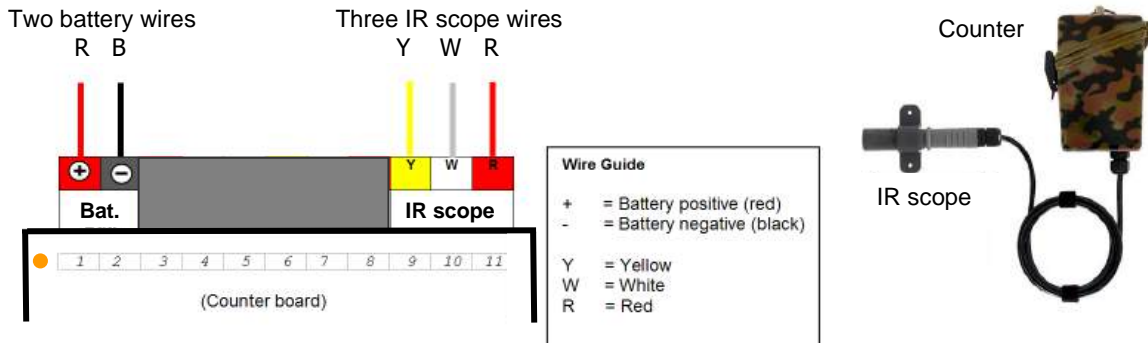 Two battery wires
R B
Three IR scope wires
Y W R
+ −
Y W R
Bat.
IR scope
1 2 3 4 5 6 7 8 9 10 11
(Counter board)
Wire Guide
+ = Battery positive (red)
- = Battery negative (black)
Y = Yellow
W = White
R = Red
Counter
IR scope